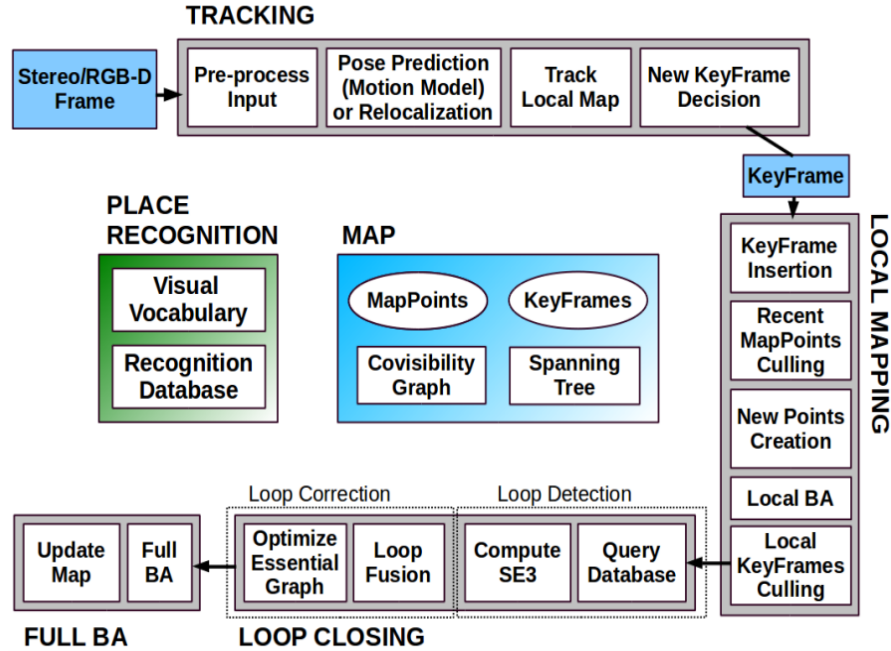 TRACKING
Stereo/RGB-D
Frame
Pre-process
Input
Pose Prediction
(Motion Model)
or Relocalization
Track
Local Map
New KeyFrame
Decision
KeyFrame
LOCAL MAPPING
KeyFrame
Insertion
Recent
MapPoints
Culling
New Points
Creation
Local BA
Local
KeyFrames
Culling
PLACE
RECOGNITION
Visual
Vocabulary
Recognition
Database
MAP
MapPoints
KeyFrames
Covisibility
Graph
Spanning
Tree
Loop Correction
Loop Detection
Update
Map
Full
BA
Optimize
Essential
Graph
Loop
Fusion
Compute
SE3
Query
Database
FULL BA
LOOP CLOSING